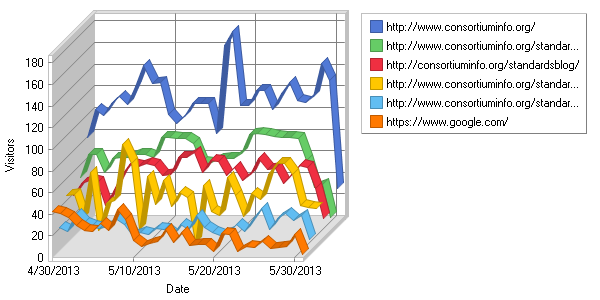 http://www.consortiuminfo.org/
http://www.consortiuminfo.org/standar...
http://consortiuminfo.org/standardsblog/
http://www.consortiuminfo.org/standar...
http://www.consortiuminfo.org/standar...
https://www.google.com/
180
160
140
120
100
80
60
40
20
0
Visitors
4/30/2013 5/10/2013 5/20/2013 5/30/2013
Date